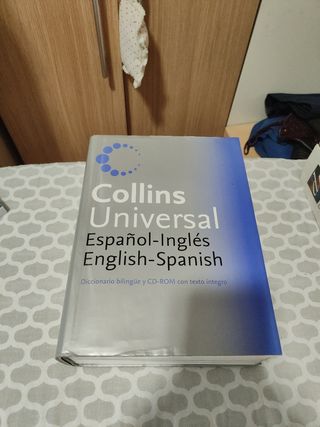 Collins
Universal
Español-Inglés
English-Spanish
Diccionario bilingüe y CD-ROM con texto íntegro